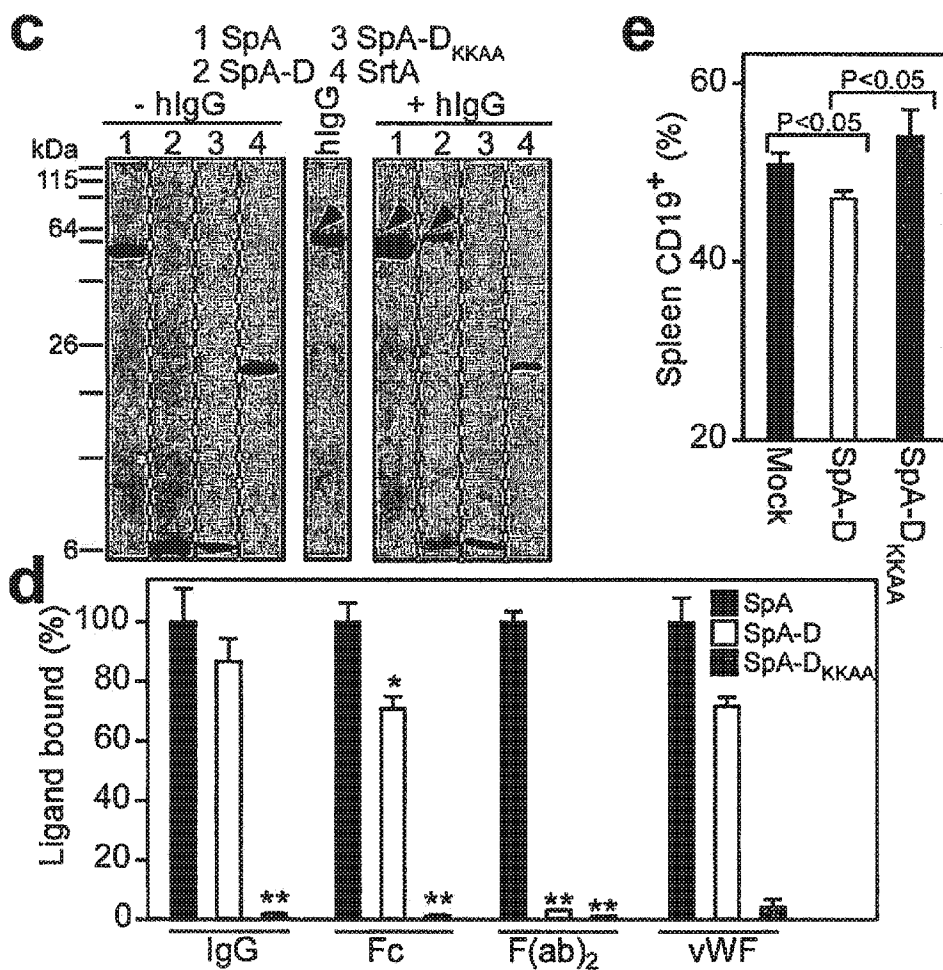 c
1 SpA 3 SpA-DKKAA
2 SpA-D 4 SrtA
- hIgG hIgG + hIgG
kDa 1 2 3 4 1 2 3 4
115
64
26
6
e
Spleen CD19+ (%)
60
40
20
P<0.05
P<0.05
Mock
SpA-D
SpA-DKKAA
d
Ligand bound (%)
100
80
60
40
20
0
SpA
SpA-D
SpA-DKKAA
*
** ** ** **
IgG Fc F(ab)2 vWF